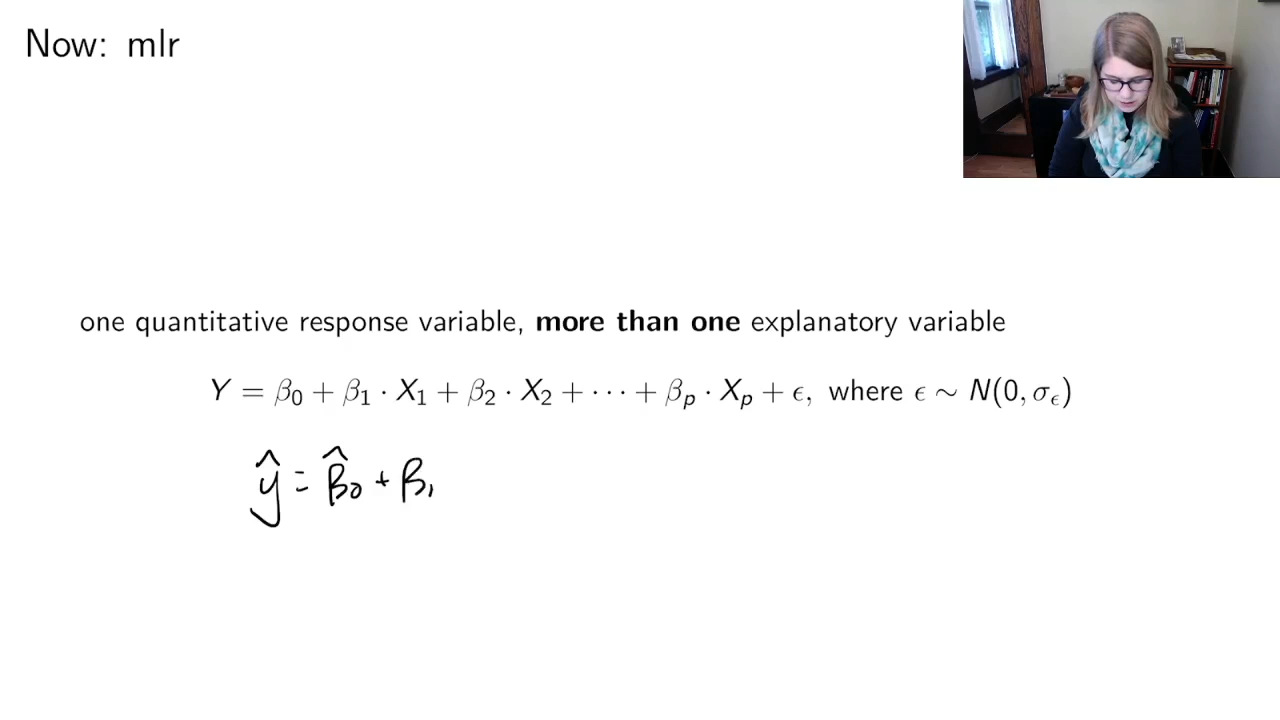 Now: mlr
one quantitative response variable, more than one explanatory variable
Y = β₀ + β₁ · X₁ + β₂ · X₂ + · · · + βₚ · Xₚ + ϵ, where ϵ ∼ N(0, σ_ϵ)
ŷ = β̂₀ + β₁